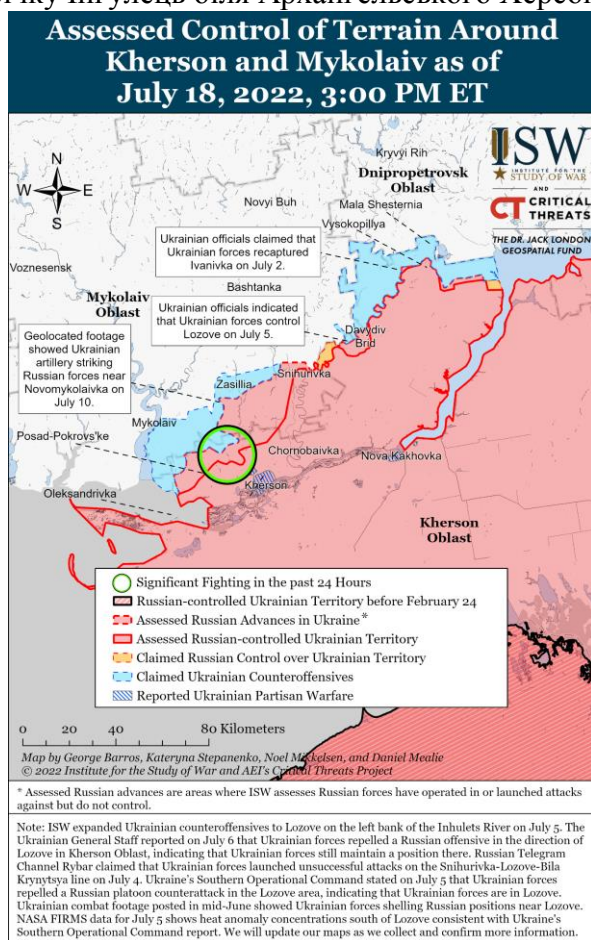 Assessed Control of Terrain Around
Kherson and Mykolaiv as of
July 18, 2022, 3:00 PM ET
N
W E
S
ISW
INSTITUTE FOR THE
STUDY OF WAR
AND
CT CRITICAL
THREATS
THE DR. JACK LONDON
GEOSPATIAL FUND
Kryvyi Rih
Dnipropetrovsk
Oblast
Novyi Buh
Mala Shesternia
Vysokopillya
Ukrainian officials claimed that
Ukrainian forces recaptured
Ivanivka on July 2.
Voznesensk
Bashtanka
Mykolaiv
Oblast
Ukrainian officials indicated
that Ukrainian forces control
Lozove on July 5.
Davydiv
Brid
Geolocated footage
showed Ukrainian
artillery striking
Russian forces near
Novomykolaivka on
July 10.
Snihurivka
Zasillia
Mykolaiv
Posad-Pokrovs'ke
Chornobaivka
Nova Kakhovka
Kherson
Oleksandrivka
Kherson
Oblast
Significant Fighting in the past 24 Hours
Russian-controlled Ukrainian Territory before February 24
Assessed Russian Advances in Ukraine*
Assessed Russian-controlled Ukrainian Territory
Claimed Russian Control over Ukrainian Territory
Claimed Ukrainian Counteroffensives
Reported Ukrainian Partisan Warfare
0 20 40 80 Kilometers
Map by George Barros, Kateryna Stepanenko, Noel Mikkelsen, and Daniel Mealie
© 2022 Institute for the Study of War and AEI's Critical Threats Project
* Assessed Russian advances are areas where ISW assesses Russian forces have operated in or launched attacks
against but do not control.
Note: ISW expanded Ukrainian counteroffensives to Lozove on the left bank of the Inhulets River on July 5. The
Ukrainian General Staff reported on July 6 that Ukrainian forces repelled a Russian offensive in the direction of
Lozove in Kherson Oblast, indicating that Ukrainian forces still maintain a position there. Russian Telegram
Channel Rybar claimed that Ukrainian forces launched unsuccessful attacks on the Snihurivka-Lozove-Bila
Krynytsya line on July 4. Ukraine's Southern Operational Command stated on July 5 that Ukrainian forces
repelled a Russian platoon counterattack in the Lozove area, indicating that Ukrainian forces are in Lozove.
Ukrainian combat footage posted in mid-June showed Ukrainian forces shelling Russian positions near Lozove.
NASA FIRMS data for July 5 shows heat anomaly concentrations south of Lozove consistent with Ukraine's
Southern Operational Command report. We will update our maps as we collect and confirm more information.